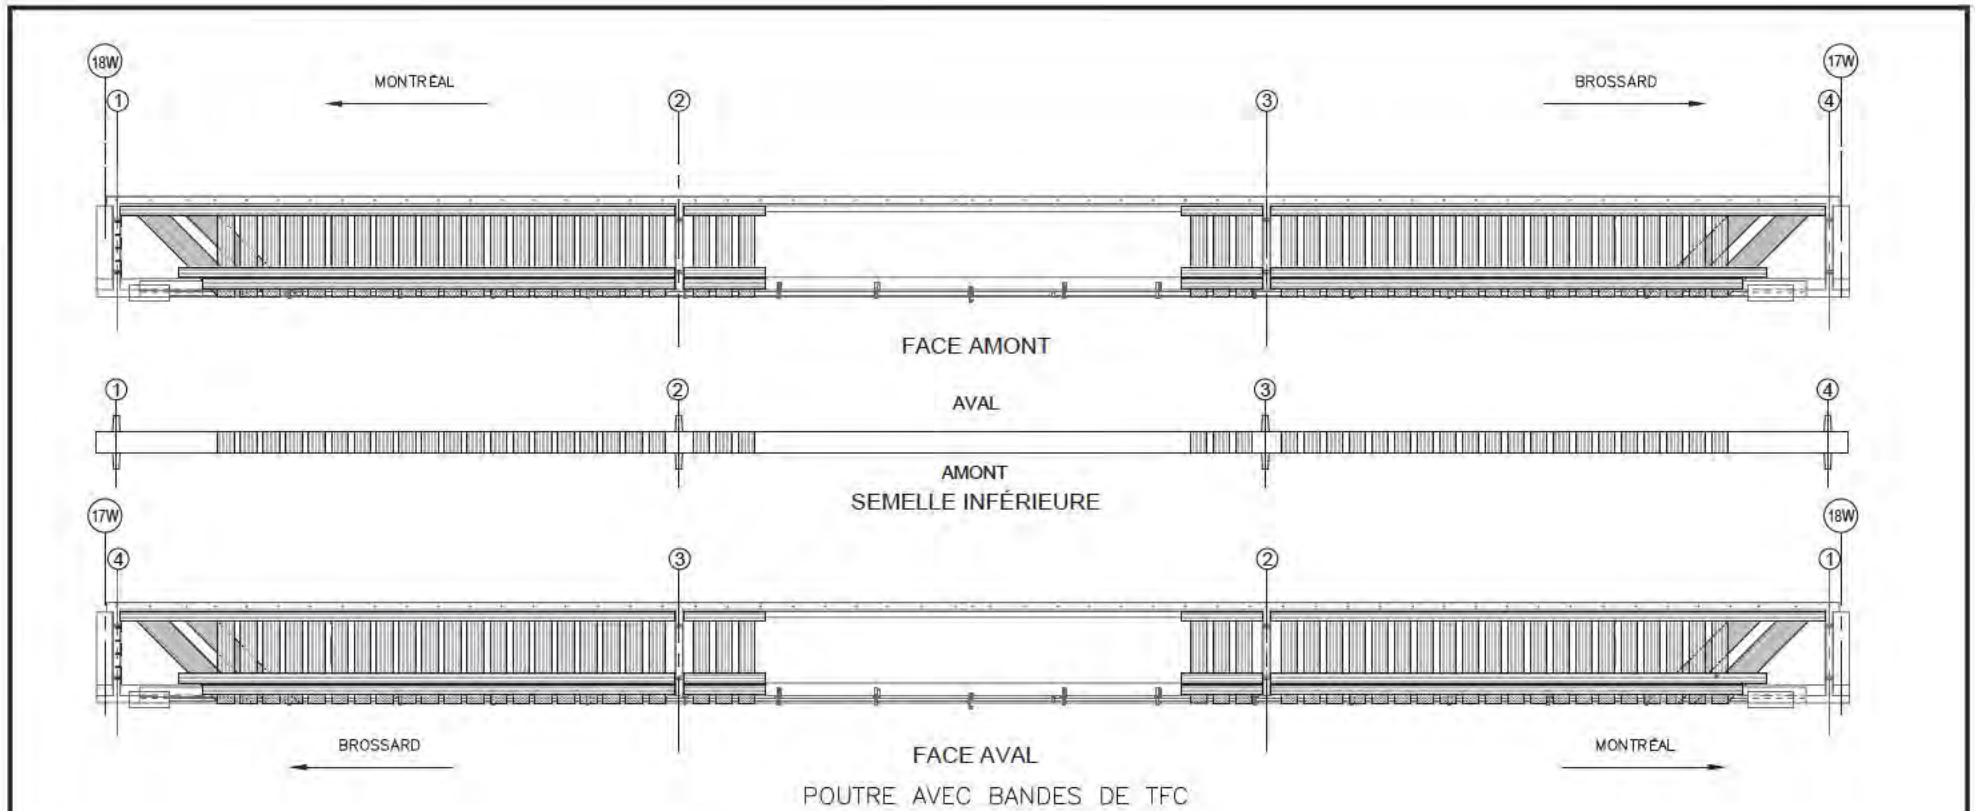 18W
MONTRÉAL
BROSSARD
17W
1
2
3
4
FACE AMONT
1
2
AVAL
3
4
AMONT
SEMELLE INFÉRIEURE
17W
18W
4
3
2
1
BROSSARD
FACE AVAL
MONTRÉAL
POUTRE AVEC BANDES DE TFC